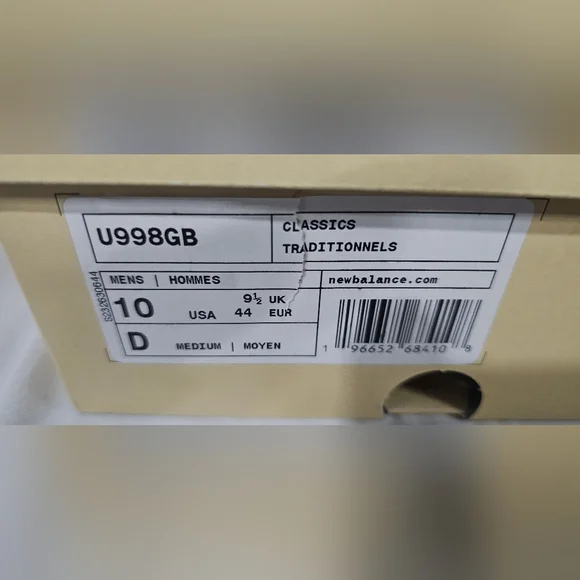 U998GB
CLASSICS
TRADITIONNELS
MENS | HOMMES
newbalance.com
10 USA
9½ UK
44 EUR
D MEDIUM | MOYEN
1 96652 68410 8
S232630644